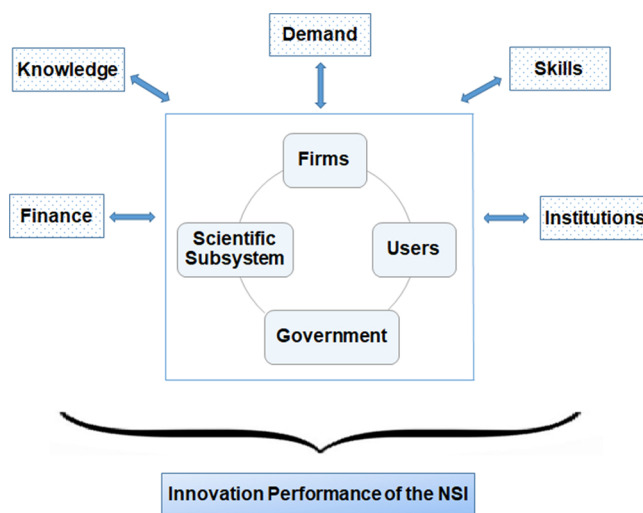 Demand
Knowledge
Skills
Firms
Finance
Scientific
Subsystem
Users
Institutions
Government
Innovation Performance of the NSI